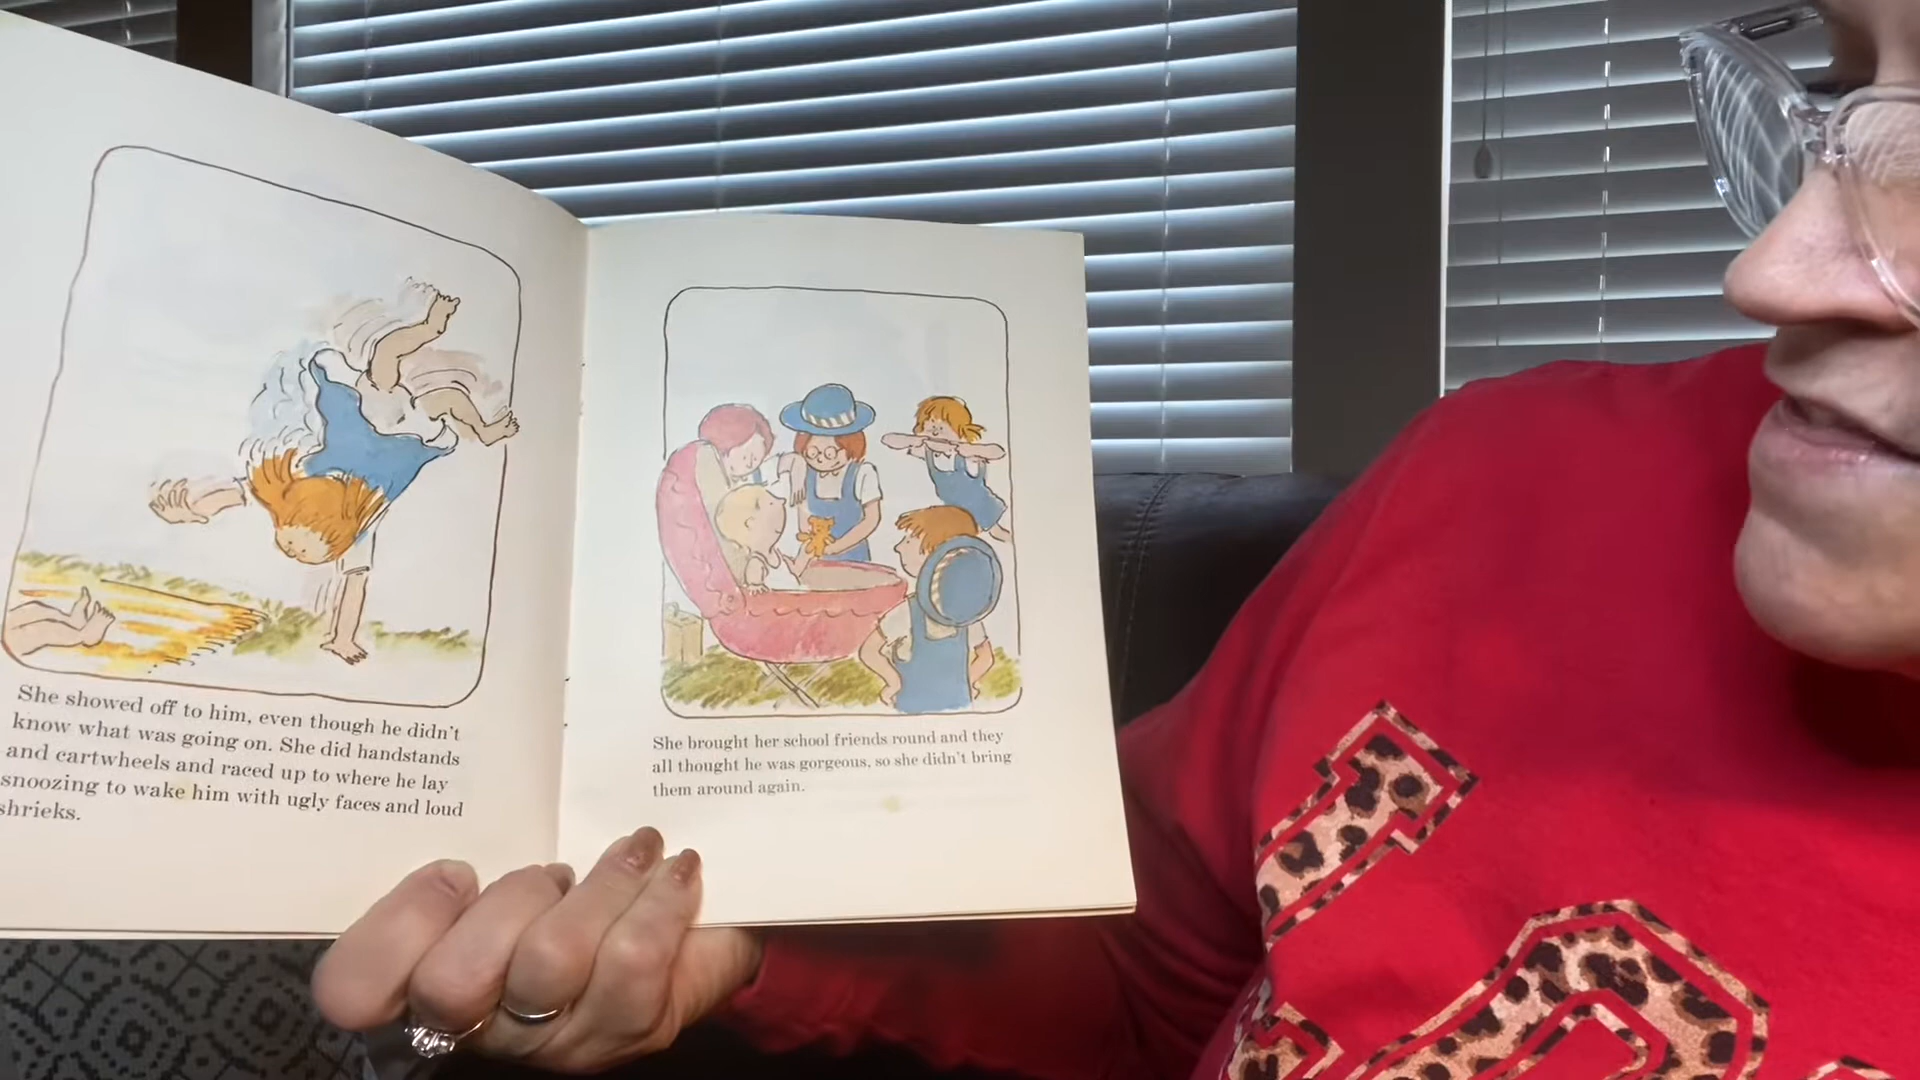 She showed off to him, even though he didn't
know what was going on. She did handstands
and cartwheels and raced up to where he lay
snoozing to wake him with ugly faces and loud
shrieks.
She brought her school friends round and they
all thought he was gorgeous, so she didn't bring
them around again.